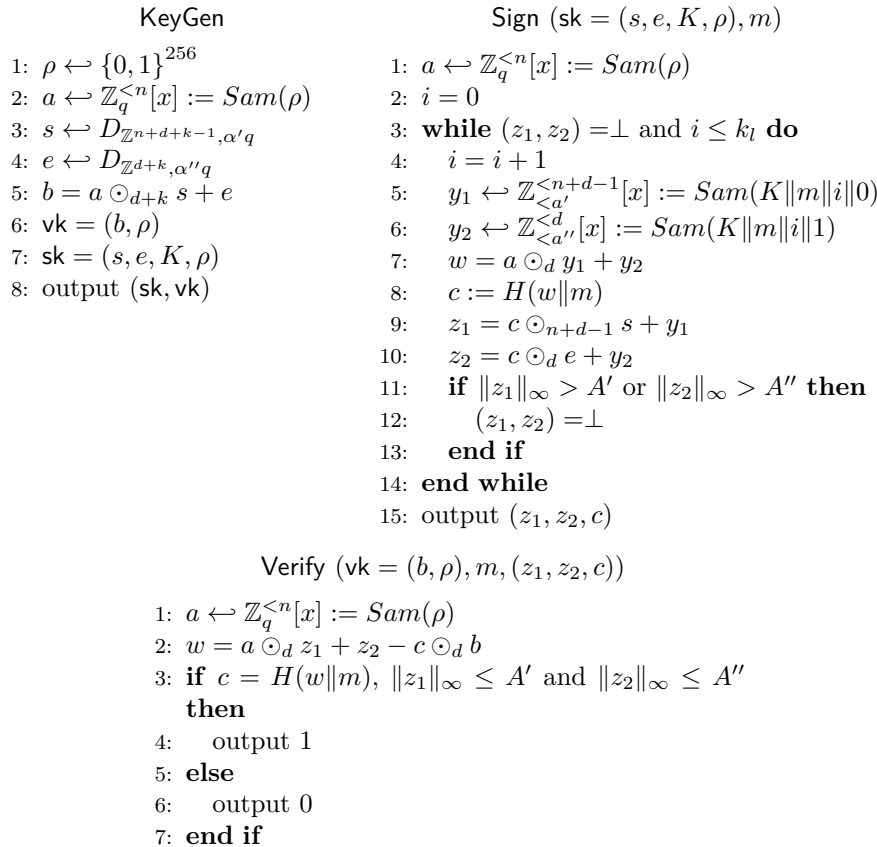 KeyGen
1: ρ ↩ {0, 1}^256
2: a ↩ ℤ_q^{<n}[x] := Sam(ρ)
3: s ↩ D_{ℤ^{n+d+k−1},α′q}
4: e ↩ D_{ℤ^{d+k},α′′q}
5: b = a ⊙_{d+k} s + e
6: vk = (b, ρ)
7: sk = (s, e, K, ρ)
8: output (sk, vk)
Sign (sk = (s, e, K, ρ), m)
1: a ↩ ℤ_q^{<n}[x] := Sam(ρ)
2: i = 0
3: while (z_1, z_2) =⊥ and i ≤ k_l do
4: i = i + 1
5: y_1 ↩ ℤ_{<a′}^{<n+d−1}[x] := Sam(K∥m∥i∥0)
6: y_2 ↩ ℤ_{<a′′}^{<d}[x] := Sam(K∥m∥i∥1)
7: w = a ⊙_d y_1 + y_2
8: c := H(w∥m)
9: z_1 = c ⊙_{n+d−1} s + y_1
10: z_2 = c ⊙_d e + y_2
11: if ∥z_1∥_∞ > A′ or ∥z_2∥_∞ > A′′ then
12: (z_1, z_2) =⊥
13: end if
14: end while
15: output (z_1, z_2, c)
Verify (vk = (b, ρ), m, (z_1, z_2, c))
1: a ↩ ℤ_q^{<n}[x] := Sam(ρ)
2: w = a ⊙_d z_1 + z_2 − c ⊙_d b
3: if c = H(w∥m), ∥z_1∥_∞ ≤ A′ and ∥z_2∥_∞ ≤ A′′
then
4: output 1
5: else
6: output 0
7: end if